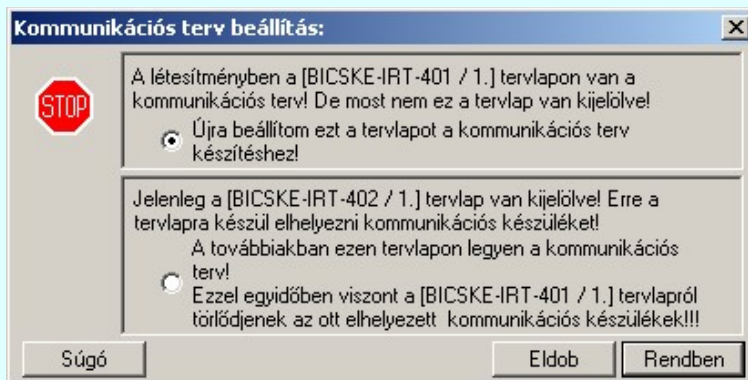 Kommunikációs terv beállítás:
STOP
A létesítményben a [BICSKE-IRT-401 / 1.] tervlapon van a
kommunikációs terv! De most nem ez a tervlap van kijelölve!
Újra beállítom ezt a tervlapot a kommunikációs terv
készítéshez!
Jelenleg a [BICSKE-IRT-402 / 1.] tervlap van kijelölve! Erre a
tervlapra készül elhelyezni kommunikációs készüléket!
A továbbiakban ezen tervlapon legyen a kommunikációs
terv!
Ezzel egyidőben viszont a [BICSKE-IRT-401 / 1.] tervlapról
törlődjenek az ott elhelyezett kommunikációs készülékek!!!
Súgó
Eldob
Rendben